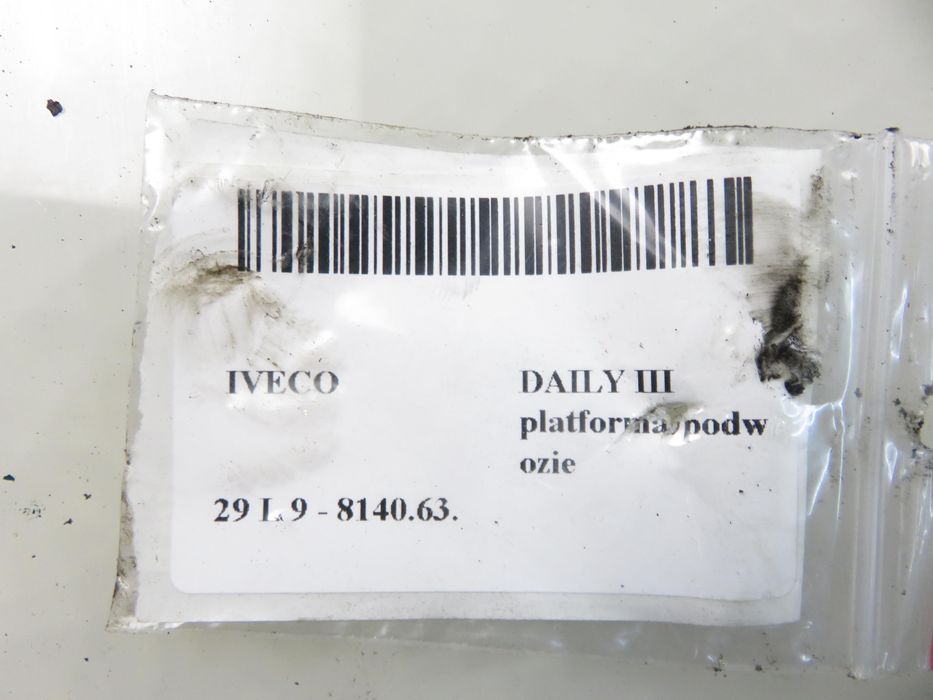 IVECO
DAILY III
platforma/podw
ozie
29 L 9 - 8140.63.